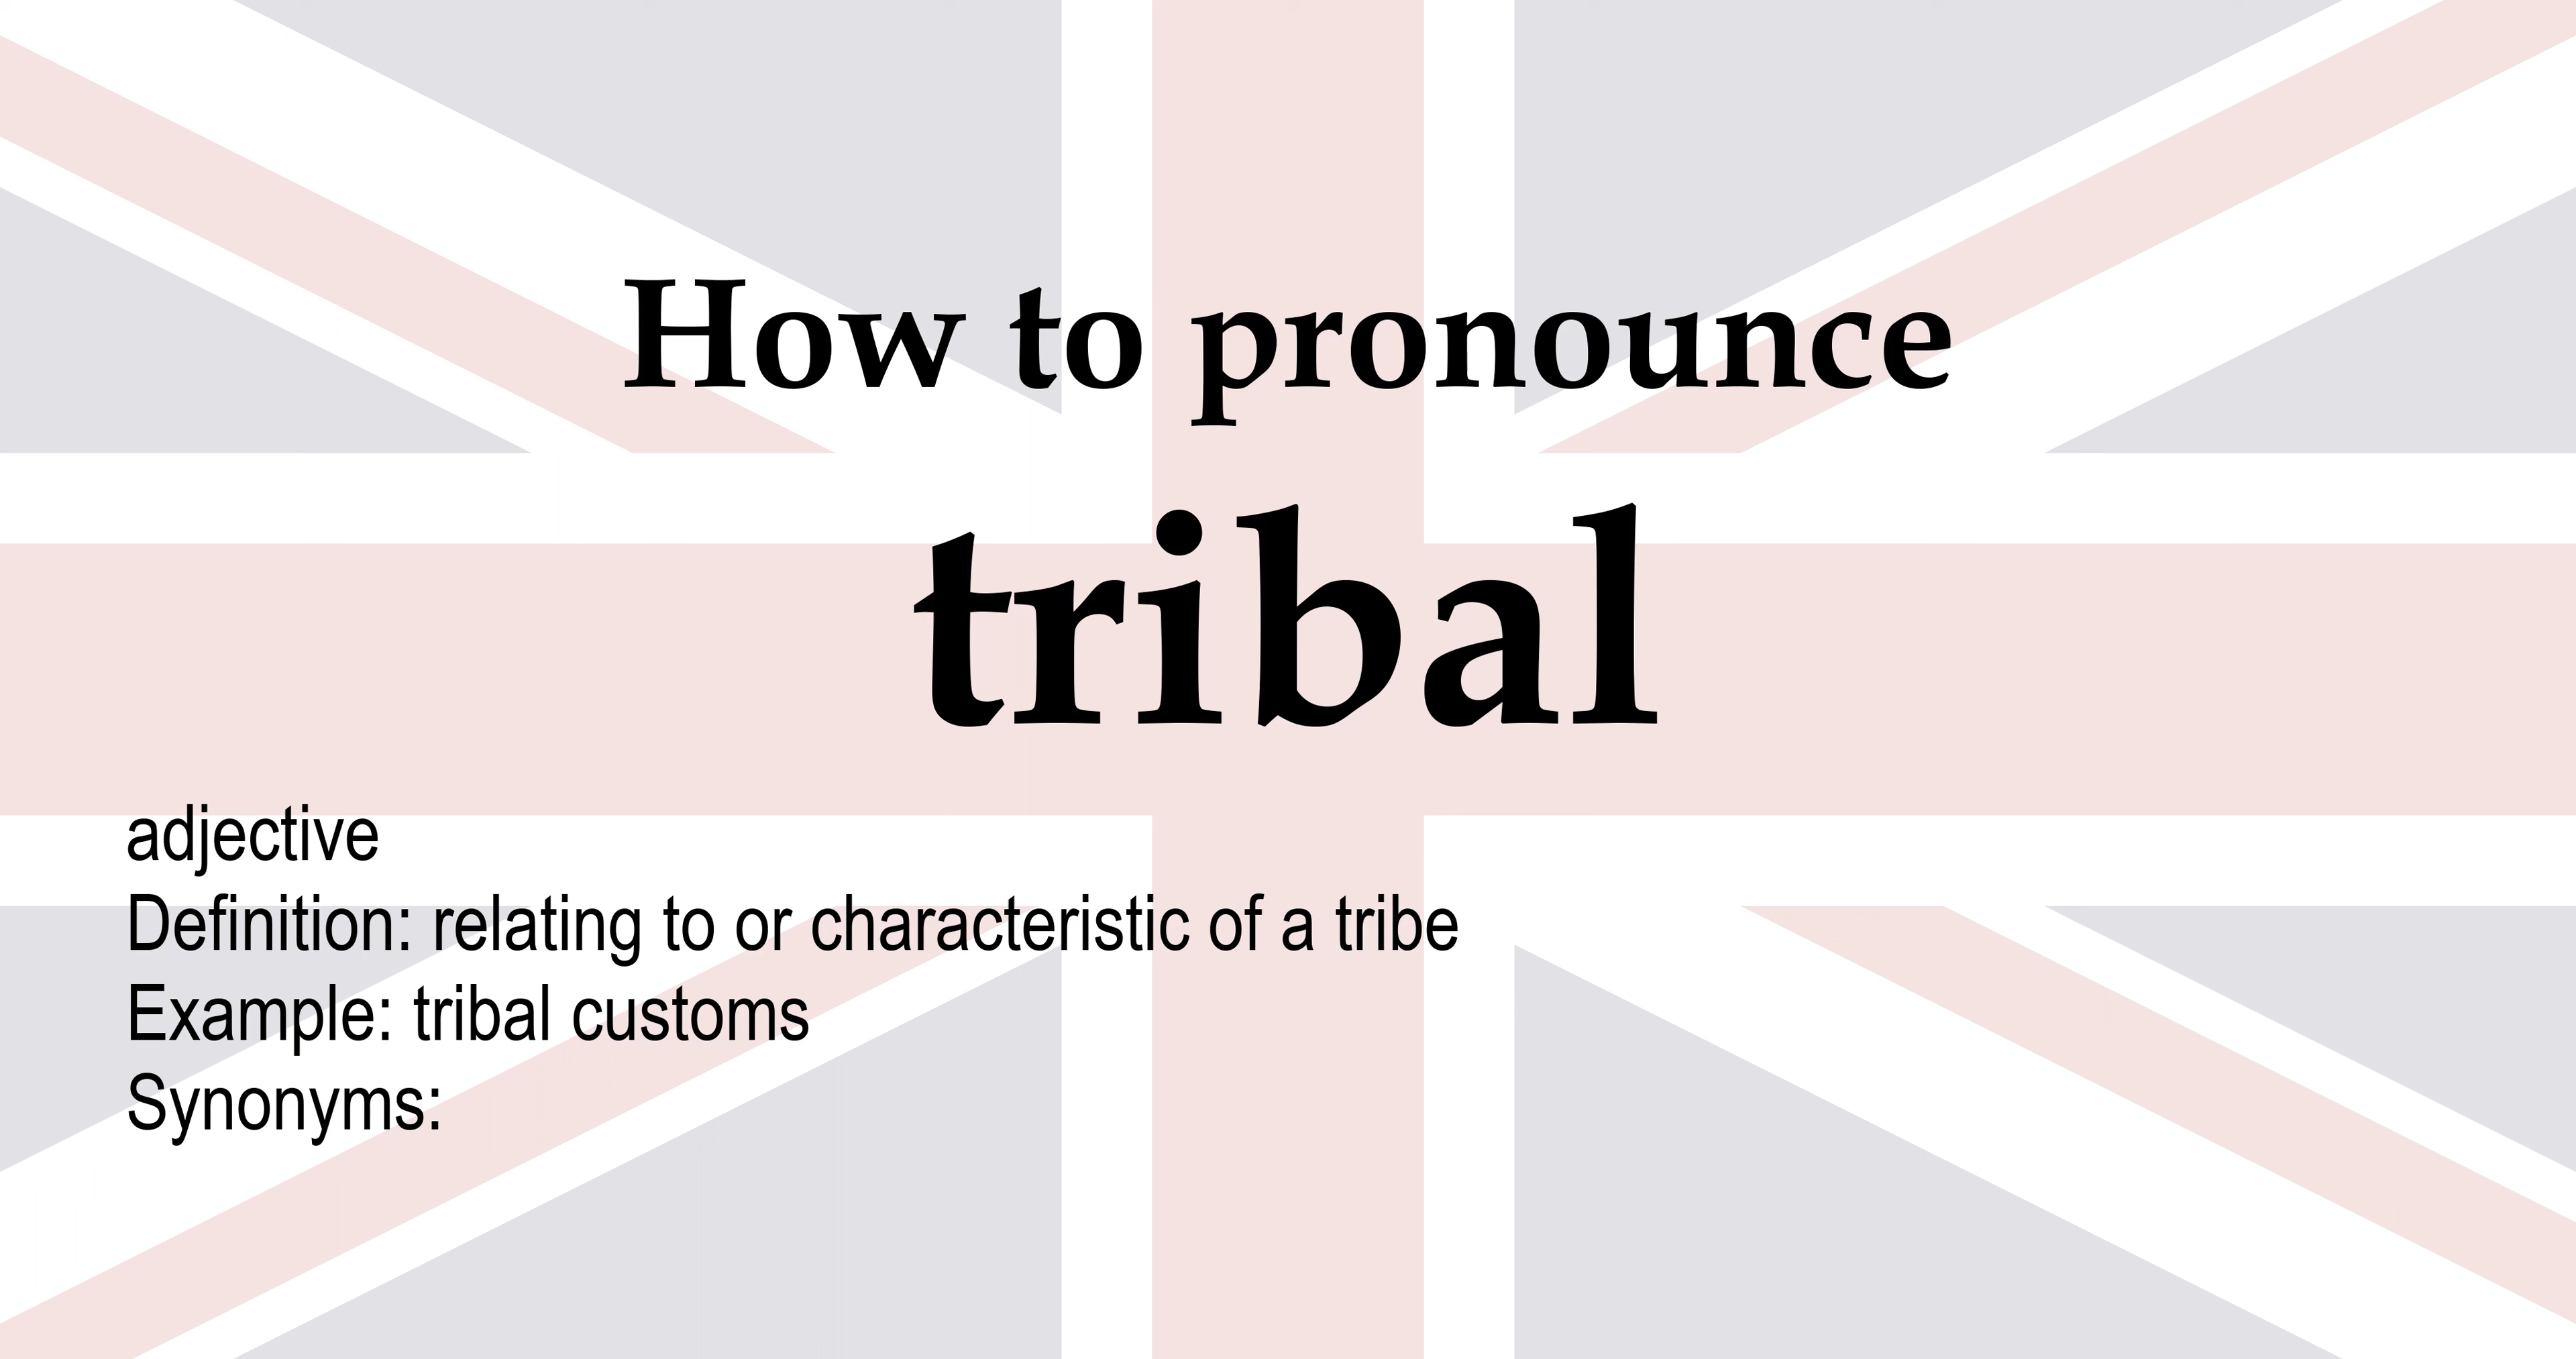 How to pronounce
tribal
adjective
Definition: relating to or characteristic of a tribe
Example: tribal customs
Synonyms: